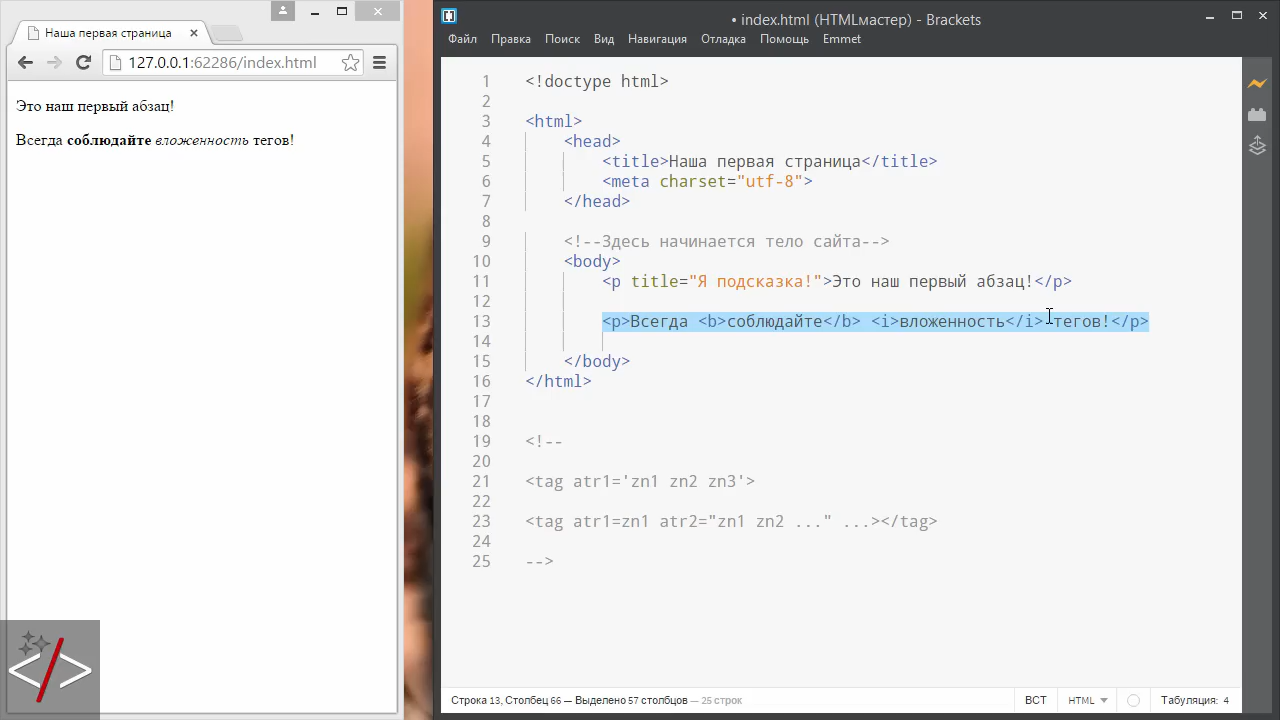 Наша первая страница
127.0.0.1:62286/index.html
Это наш первый абзац!
Всегда соблюдайте вложенность тегов!
• index.html (HTMLмастер) - Brackets
Файл Правка Поиск Вид Навигация Отладка Помощь Emmet
1 <!doctype html>
2
3 <html>
4 <head>
5 <title>Наша первая страница</title>
6 <meta charset="utf-8">
7 </head>
8
9 <!--Здесь начинается тело сайта-->
10 <body>
11 <p title="Я подсказка!">Это наш первый абзац!</p>
12
13 <p>Всегда <b>соблюдайте</b> <i>вложенность</i> тегов!</p>
14
15 </body>
16 </html>
17
18
19 <!--
20
21 <tag atr1='zn1 zn2 zn3'>
22
23 <tag atr1=zn1 atr2="zn1 zn2 ..." ...></tag>
24
25 -->
Строка 13, Столбец 66 — Выделено 57 столбцов — 25 строк
ВСТ HTML Табуляция: 4